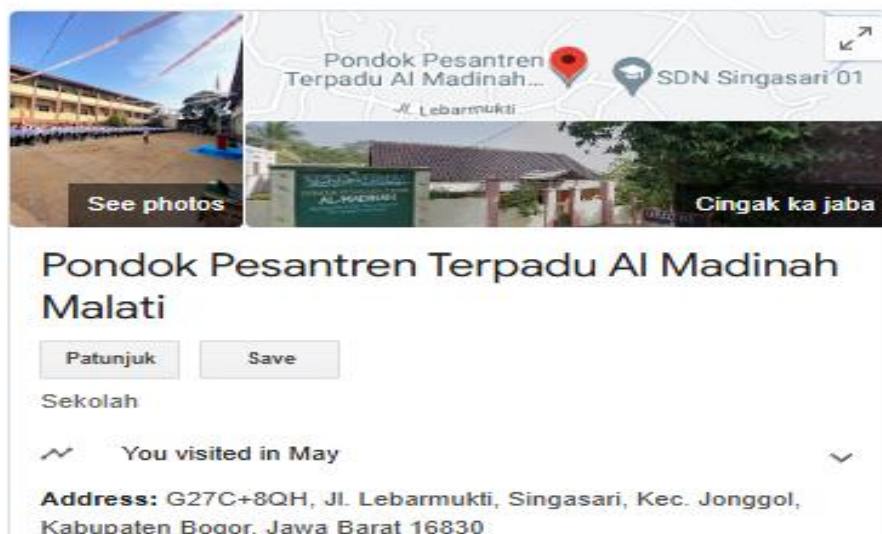 Pondok Pesantren
Terpadu Al Madinah...
SDN Singasari 01
Jl. Lebarmukti
AL-MADINAH
See photos
Cingak ka jaba
Pondok Pesantren Terpadu Al Madinah
Malati
Patunjuk
Save
Sekolah
You visited in May
Address: G27C+8QH, Jl. Lebarmukti, Singasari, Kec. Jonggol,
Kabupaten Bogor, Jawa Barat 16830